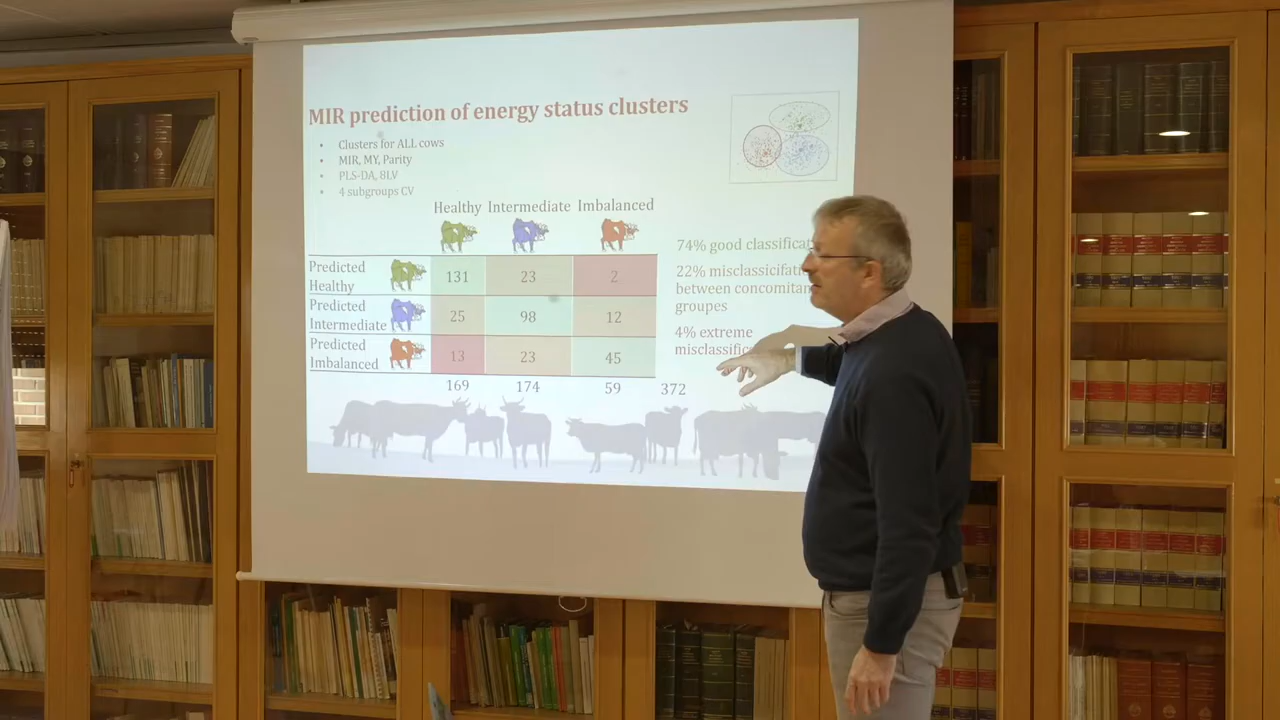 MIR prediction of energy status clusters
• Clusters for ALL cows
• MIR, MY, Parity
• PLS-DA, 8LV
• 4 subgroups CV
Healthy Intermediate Imbalanced
Predicted
Healthy
131 23 2
Predicted
Intermediate
25 98 12
Predicted
Imbalanced
13 23 45
169 174 59 372
74% good classificat
22% misclassicifat
between concomitan
groupes
4% extreme
misclassific